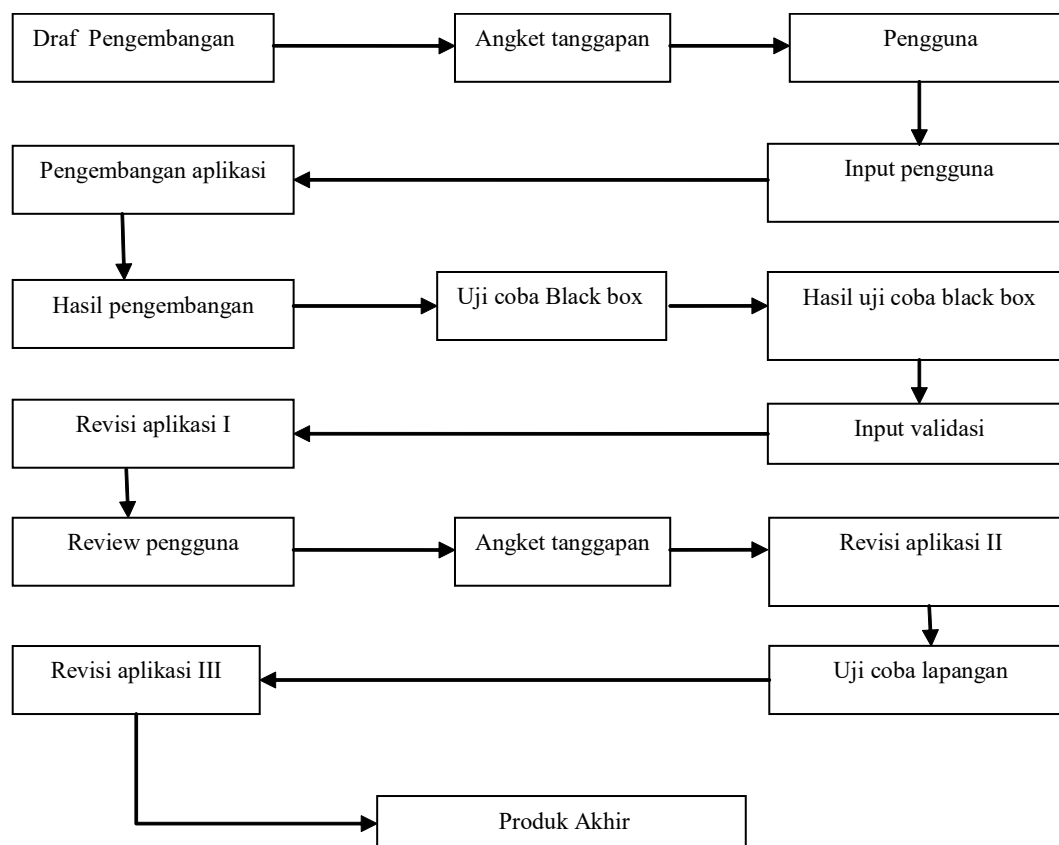 Draf  Pengembangan
Angket tanggapan
Pengguna
Pengembangan aplikasi
Input pengguna
Hasil pengembangan
Uji coba Black box
Hasil uji coba black box
Revisi aplikasi I
Input validasi
Review pengguna
Angket tanggapan
Revisi aplikasi II
Revisi aplikasi III
Uji coba lapangan
Produk Akhir